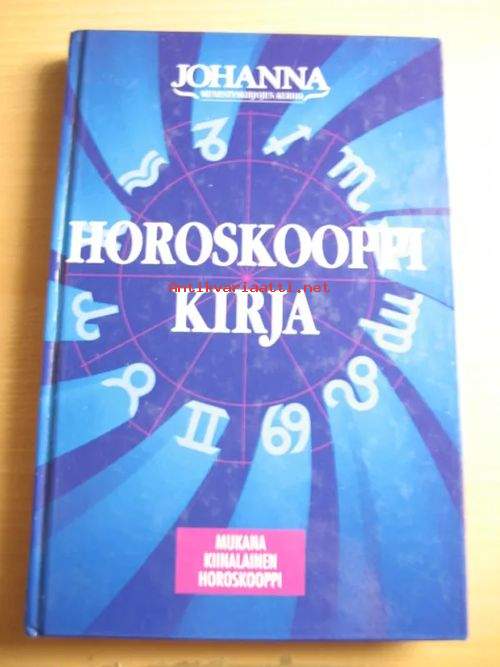 JOHANNA
HOROSKOOPPI
Antikvariaatti.net
KIRJA
MUKANA
KIINALAINEN
HOROSKOOPPI